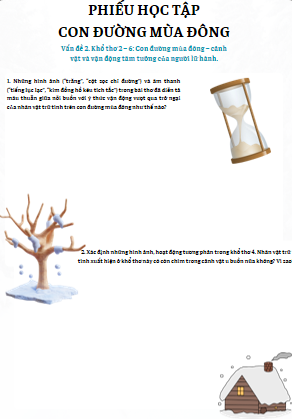 PHIẾU HỌC TẬP
CON ĐƯỜNG MÙA ĐÔNG
Vấn đề 2. Khổ thơ 2 – 6: Con đường mùa đông – cảnh
vật và vận động tâm tưởng của người lữ hành.
1. Những hình ảnh ("trăng", "cột sọc chỉ đường") và âm thanh
("tiếng lục lạc", "kim đồng hồ kêu tích tắc") trong bài thơ đã diễn tả
mâu thuẫn giữa nỗi buồn với ý thức vận động vượt qua trở ngại
của nhân vật trữ tình trên con đường mùa đông như thế nào?
2. Xác định những hình ảnh, hoạt động tương phản trong khổ thơ 4. Nhân vật trữ
tình xuất hiện ở khổ thơ này có còn chìm trong cảnh vật u buồn nữa không? Vì sao